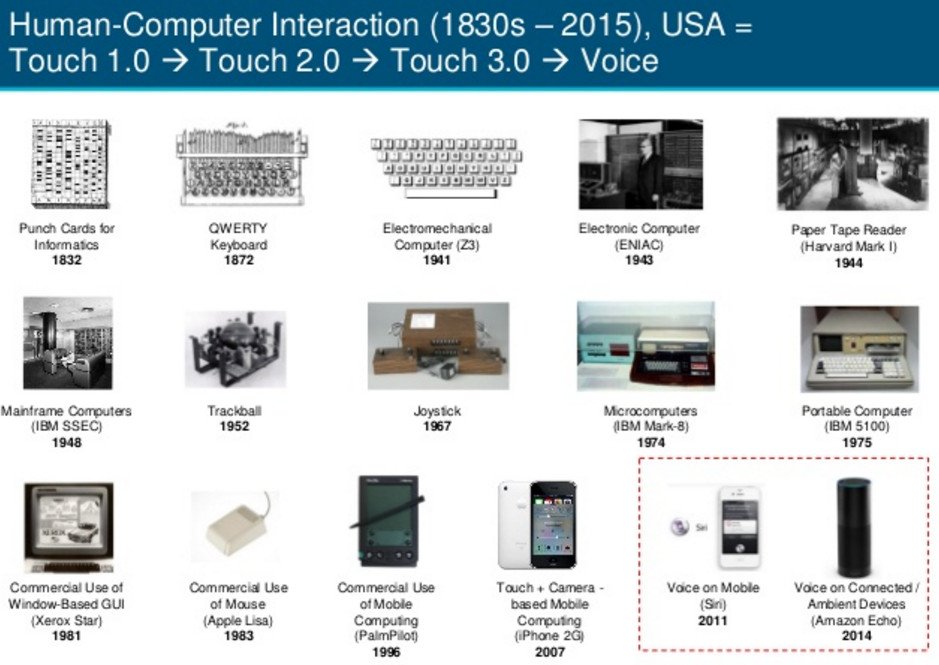 Human-Computer Interaction (1830s – 2015), USA =
Touch 1.0 → Touch 2.0 → Touch 3.0 → Voice
Punch Cards for
Informatics
1832
QWERTY
Keyboard
1872
Electromechanical
Computer (Z3)
1941
Electronic Computer
(ENIAC)
1943
Paper Tape Reader
(Harvard Mark I)
1944
Mainframe Computers
(IBM SSEC)
1948
Trackball
1952
Joystick
1967
Microcomputers
(IBM Mark-8)
1974
Portable Computer
(IBM 5100)
1975
Commercial Use of
Window-Based GUI
(Xerox Star)
1981
Commercial Use
of Mouse
(Apple Lisa)
1983
Commercial Use
of Mobile
Computing
(PalmPilot)
1996
Touch + Camera -
based Mobile
Computing
(iPhone 2G)
2007
Siri
Voice on Mobile
(Siri)
2011
Voice on Connected /
Ambient Devices
(Amazon Echo)
2014